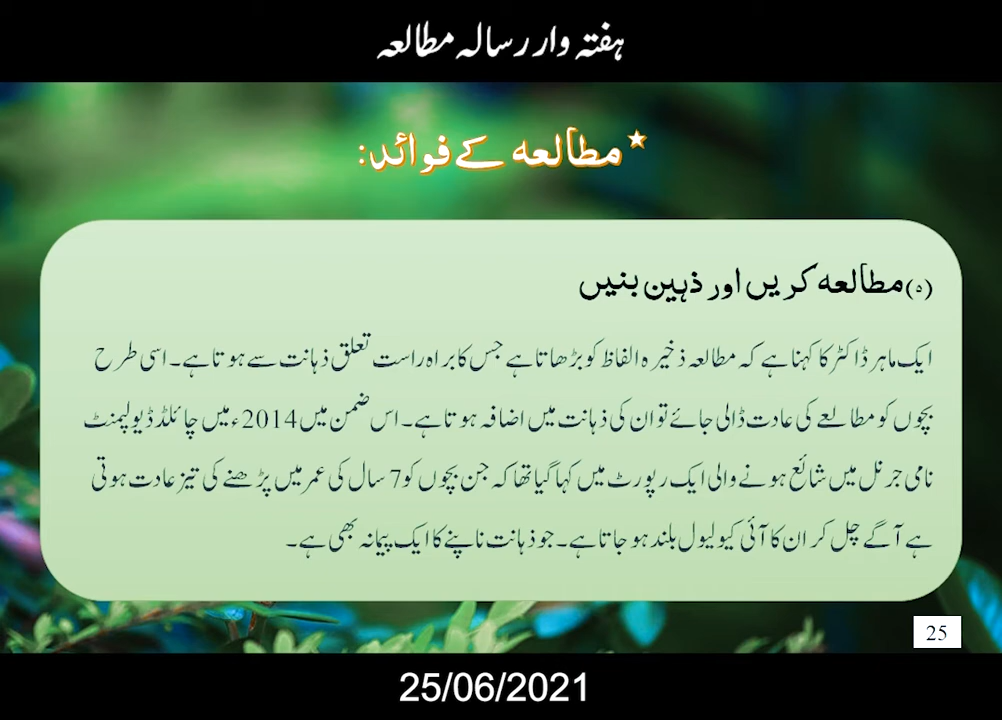 ہفتہ وار رسالہ مطالعہ
★مطالعہ کے فوائد:
(۵)مطالعہ کریں اور ذہین بنیں
ایک ماہر ڈاکٹر کا کہنا ہے کہ مطالعہ ذخیرہ الفاظ کو بڑھاتا ہے جس کا براہ راست تعلق ذہانت سے ہوتا ہے۔ اسی طرح
بچوں کو مطالعے کی عادت ڈالی جائے تو ان کی ذہانت میں اضافہ ہوتا ہے۔ اس ضمن میں 2014ء میں چائلڈ ڈیولپمنٹ
نامی جرنل میں شائع ہونے والی ایک رپورٹ میں کہا گیا تھا کہ جن بچوں کو 7 سال کی عمر میں پڑھنے کی تیز عادت ہوتی
ہے آگے چل کر ان کا آئی کیو لیول بلند ہو جاتا ہے۔ جو ذہانت ناپنے کا ایک پیمانہ بھی ہے۔
25
25/06/2021